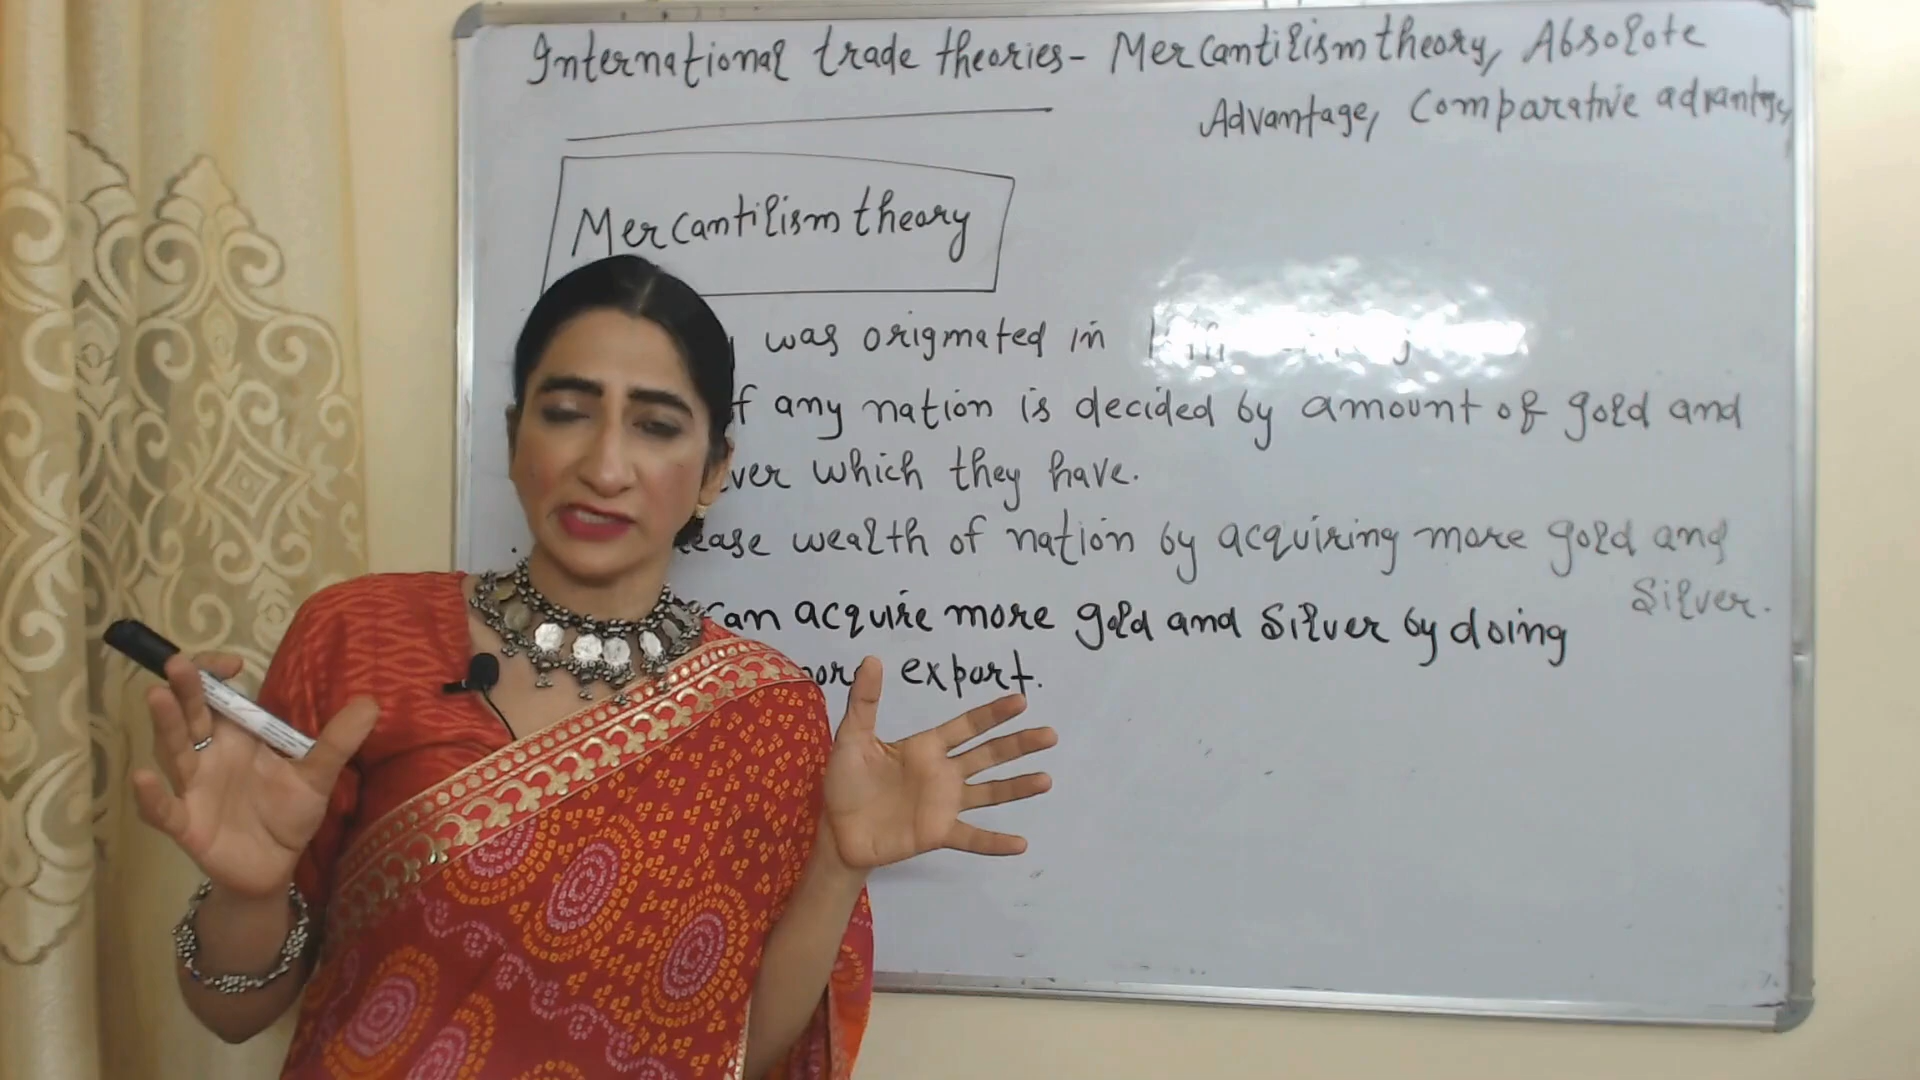 International trade theories - Mercantilism theory, Absolote
Advantage, Comparative advantage,
Mercantilism theory
was origmated in
any nation is decided by amount of gold and
which they have.
wealth of nation by acquiring more gold and
Silver.
can acquire more gold and Silver by doing
export.